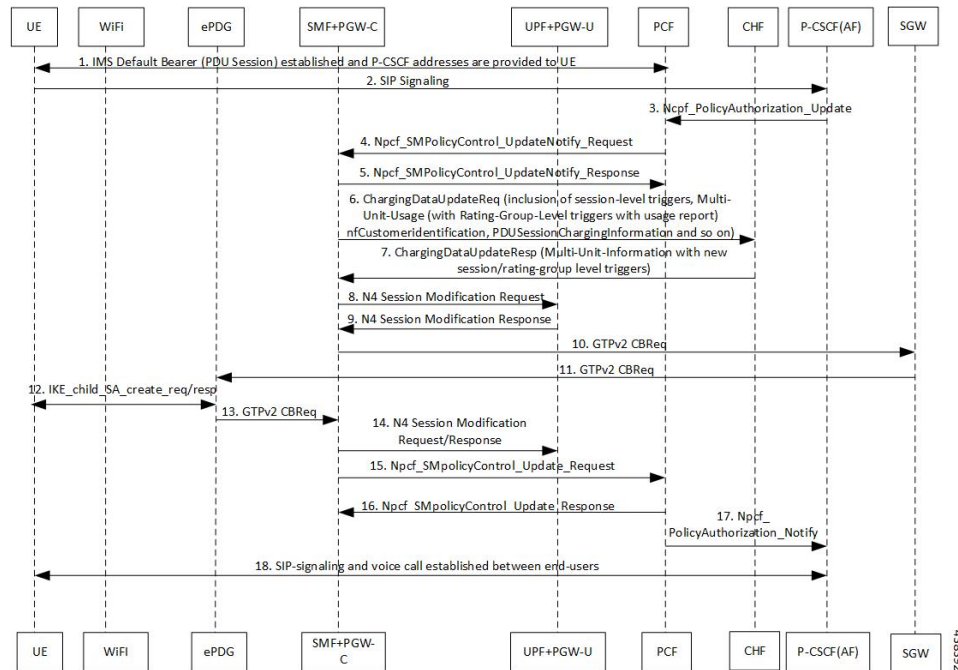 UE
WiFi
ePDG
SMF+PGW-C
UPF+PGW-U
PCF
CHF
P-CSCF(AF)
SGW
1. IMS Default Bearer (PDU Session) established and P-CSCF addresses are provided to UE
2. SIP Signaling
3. Ncpf_PolicyAuthorization_Update
4. Npcf_SMPolicyControl_UpdateNotify_Request
5. Npcf_SMPolicyControl_UpdateNotify_Response
6. ChargingDataUpdateReq (inclusion of session-level triggers, Multi-
Unit-Usage (with Rating-Group-Level triggers with usage report)
nfCustomeridentification, PDUSessionChargingInformation and so on)
7. ChargingDataUpdateResp (Multi-Unit-Information with new
session/rating-group level triggers)
8. N4 Session Modification Request
9. N4 Session Modification Response
10. GTPv2 CBReq
11. GTPv2 CBReq
12. IKE_child_SA_create_req/resp
13. GTPv2 CBReq
14. N4 Session Modification
Request/Response
15. Npcf_SMpolicyControl_Update_Request
16. Npcf_SMpolicyControl_Update_Response
17. Npcf_
PolicyAuthorization_Notify
18. SIP-signaling and voice call established between end-users
UE
WiFI
ePDG
SMF+PGW-
C
UPF+PGW-U
PCF
CHF
P-CSCF(AF)
SGW